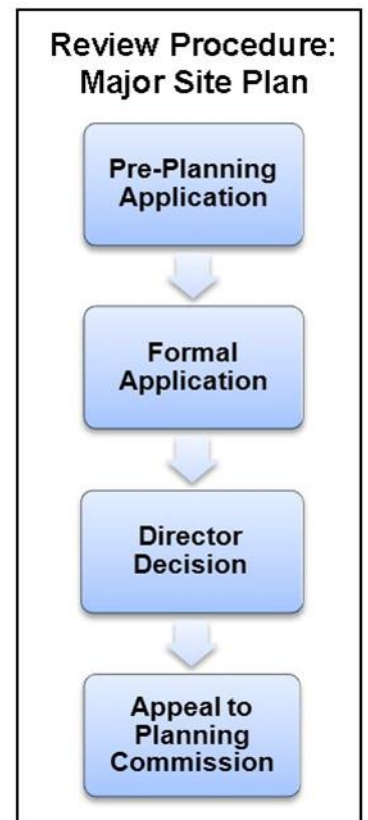 Review Procedure:
Major Site Plan
Pre-Planning
Application
Formal
Application
Director
Decision
Appeal to
Planning
Commission